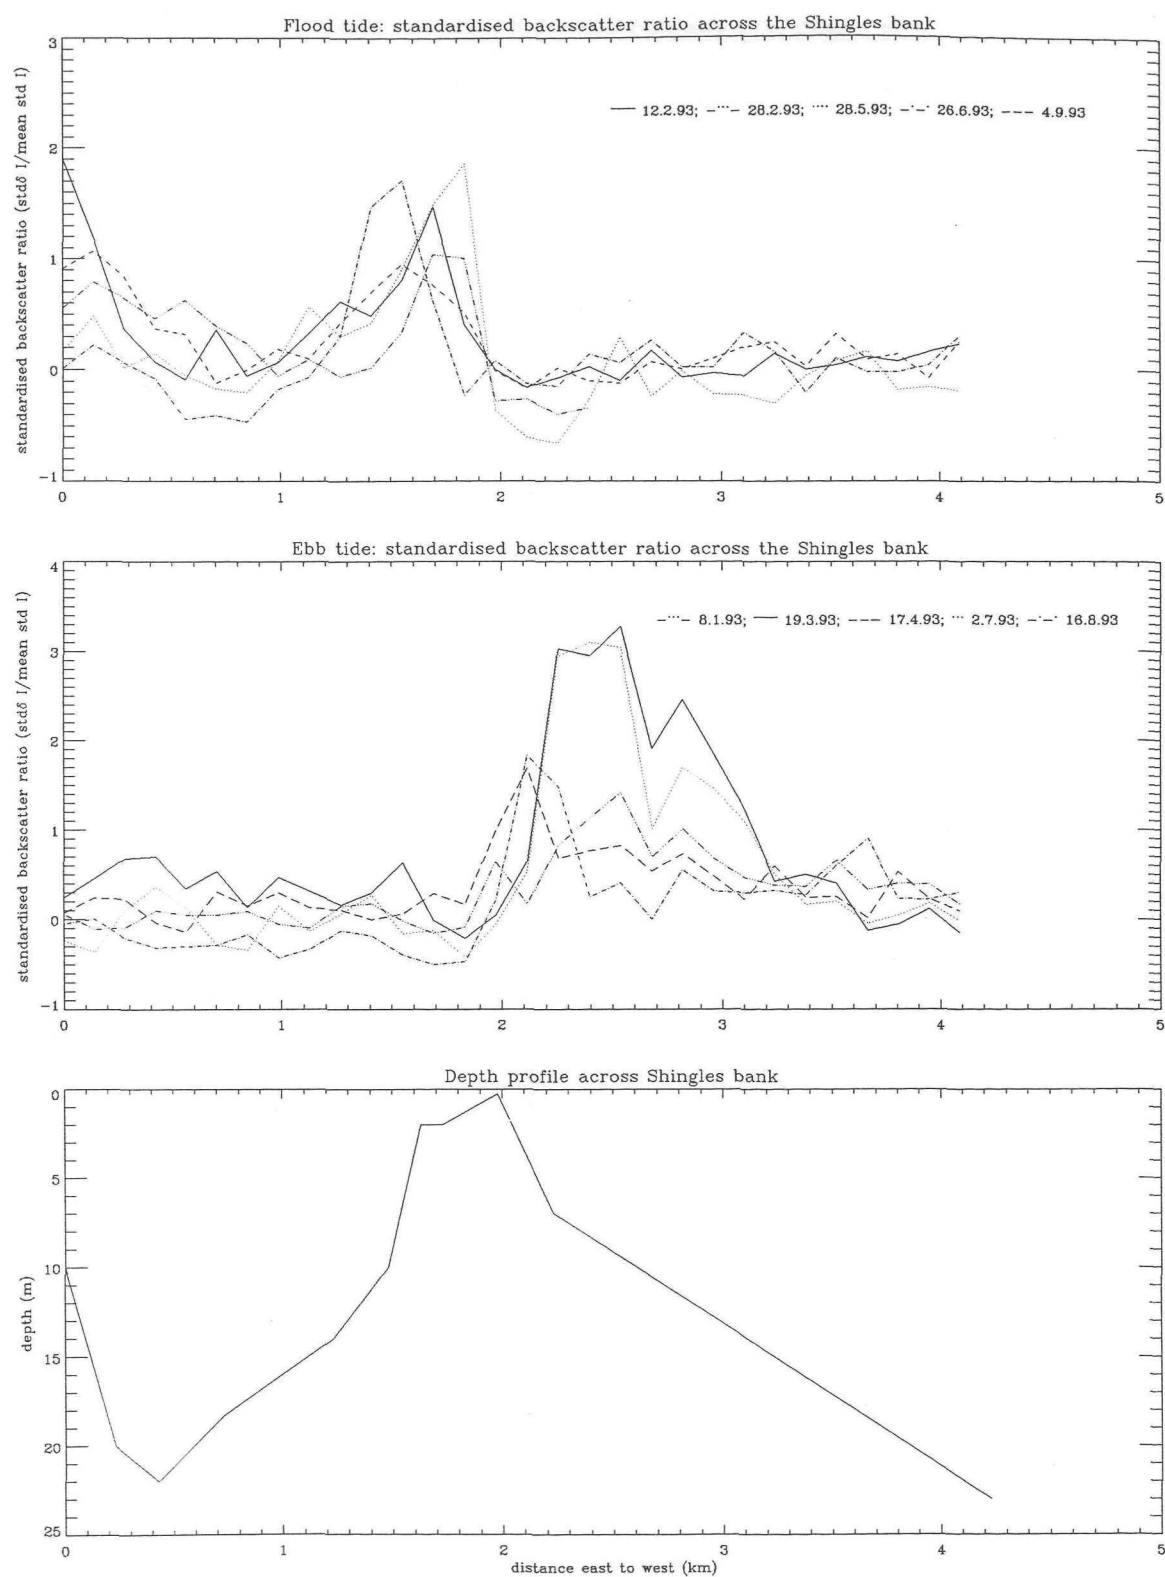 Flood tide: standardised backscatter ratio across the Shingles bank
3
2
1
0
−1
standardised backscatter ratio (stdδ I/mean std I)
12.2.93; 28.2.93; 28.5.93; 26.6.93; 4.9.93
0 1 2 3 4 5
Ebb tide: standardised backscatter ratio across the Shingles bank
4
3
2
1
0
−1
standardised backscatter ratio (stdδ I/mean std I)
8.1.93; 19.3.93; 17.4.93; 2.7.93; 16.8.93
0 1 2 3 4 5
Depth profile across Shingles bank
0
5
10
15
20
25
depth (m)
0 1 2 3 4 5
distance east to west (km)